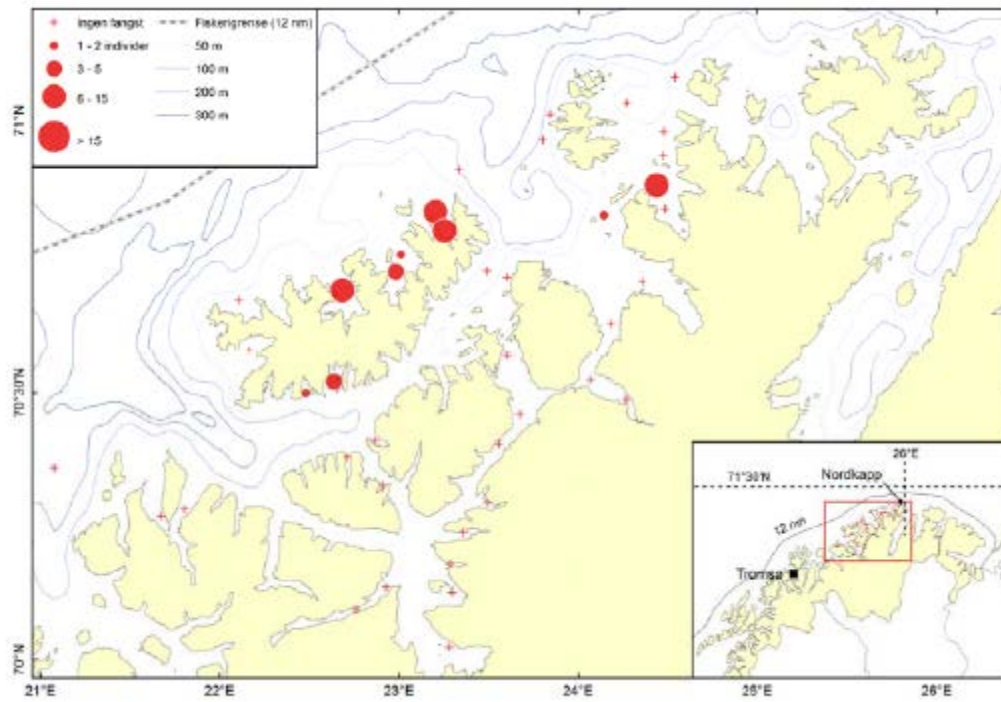 Ingen fangst
1 - 2 individer
3 - 5
6 - 15
> 15
Fiskerigrense (12 nm)
50 m
100 m
200 m
300 m
71°N
70°30'N
70°N
21°E
22°E
23°E
24°E
25°E
26°E
26°E
Nordkapp
71°30'N
12 nm
Tromsø